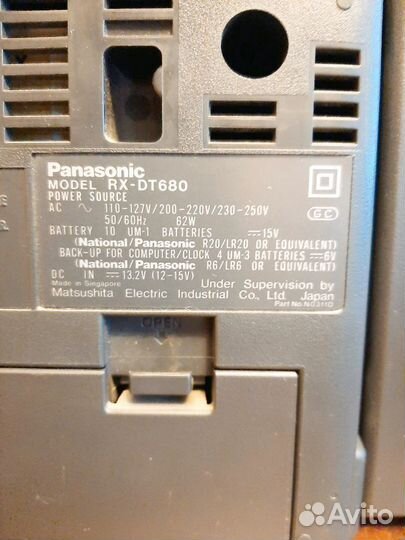 Panasonic
MODEL RX-DT680
POWER SOURCE
AC ~ 110-127V/200-220V/230-250V
50/60Hz 62W
BATTERY 10 UM-1 BATTERIES ⎓15V
(National/Panasonic R20/LR20 OR EQUIVALENT)
BACK-UP FOR COMPUTER/CLOCK 4 UM-3 BATTERIES ⎓6V
(National/Panasonic R6/LR6 OR EQUIVALENT)
DC IN ⎓ 13.2V (12-15V)
Made in Singapore Under Supervision by
Matsushita Electric Industrial Co., Ltd. Japan
GC
OPEN
Avito